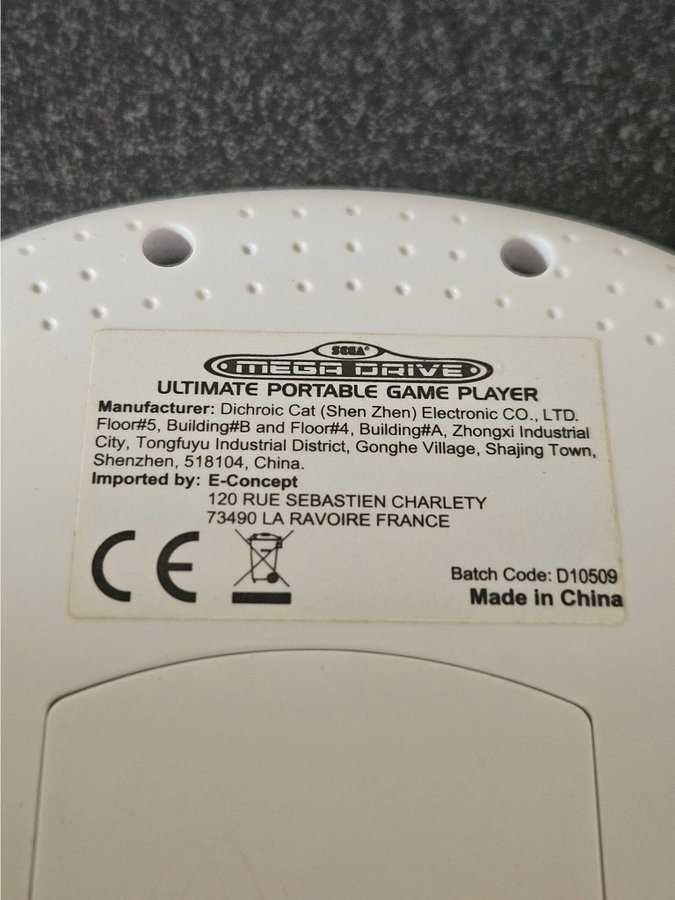 SEGA®
MEGA DRIVE
ULTIMATE PORTABLE GAME PLAYER
Manufacturer: Dichroic Cat (Shen Zhen) Electronic CO., LTD.
Floor#5, Building#B and Floor#4, Building#A, Zhongxi Industrial
City, Tongfuyu Industrial District, Gonghe Village, Shajing Town,
Shenzhen, 518104, China.
Imported by: E-Concept
120 RUE SEBASTIEN CHARLETY
73490 LA RAVOIRE FRANCE
CE
Batch Code: D10509
Made in China